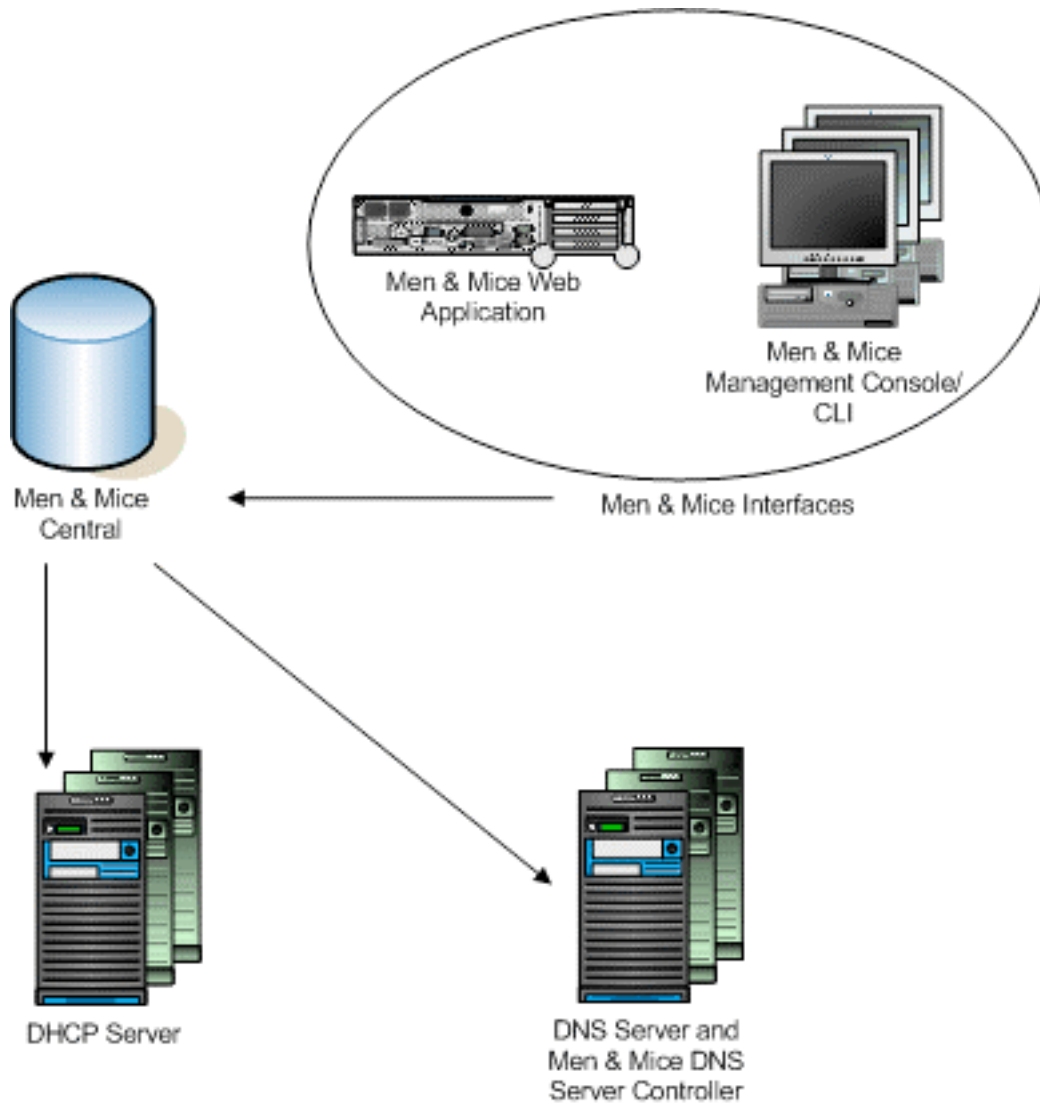 Men & Mice Web
Application
Men & Mice
Management Console/
CLI
Men & Mice
Central
Men & Mice Interfaces
DHCP Server
DNS Server and
Men & Mice DNS
Server Controller